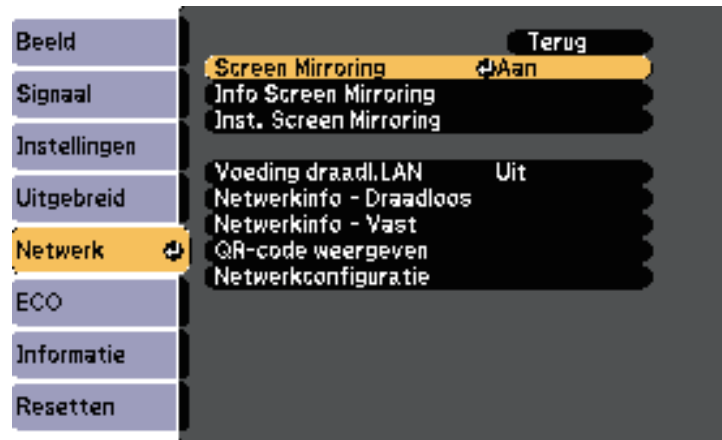 Beeld
Signaal
Instellingen
Uitgebreid
Netwerk
ECO
Informatie
Resetten
Terug
Screen Mirroring Aan
Info Screen Mirroring
Inst. Screen Mirroring
Voeding draadl.LAN Uit
Netwerkinfo - Draadloos
Netwerkinfo - Vast
QR-code weergeven
Netwerkconfiguratie